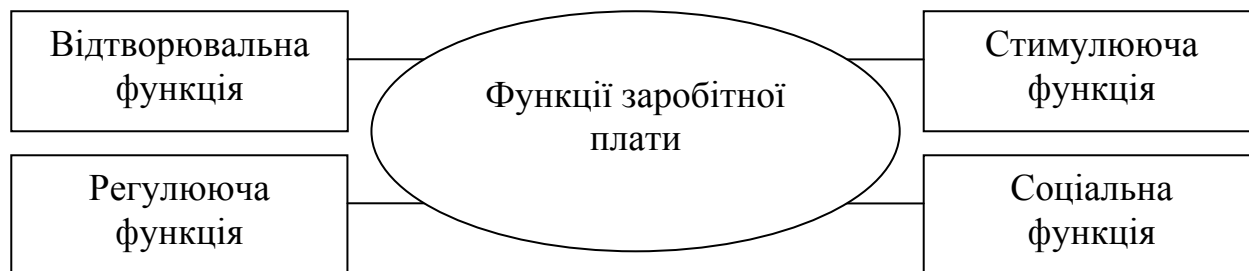 Відтворювальна
функція
Функції заробітної
плати
Стимулююча
функція
Регулююча
функція
Соціальна
функція